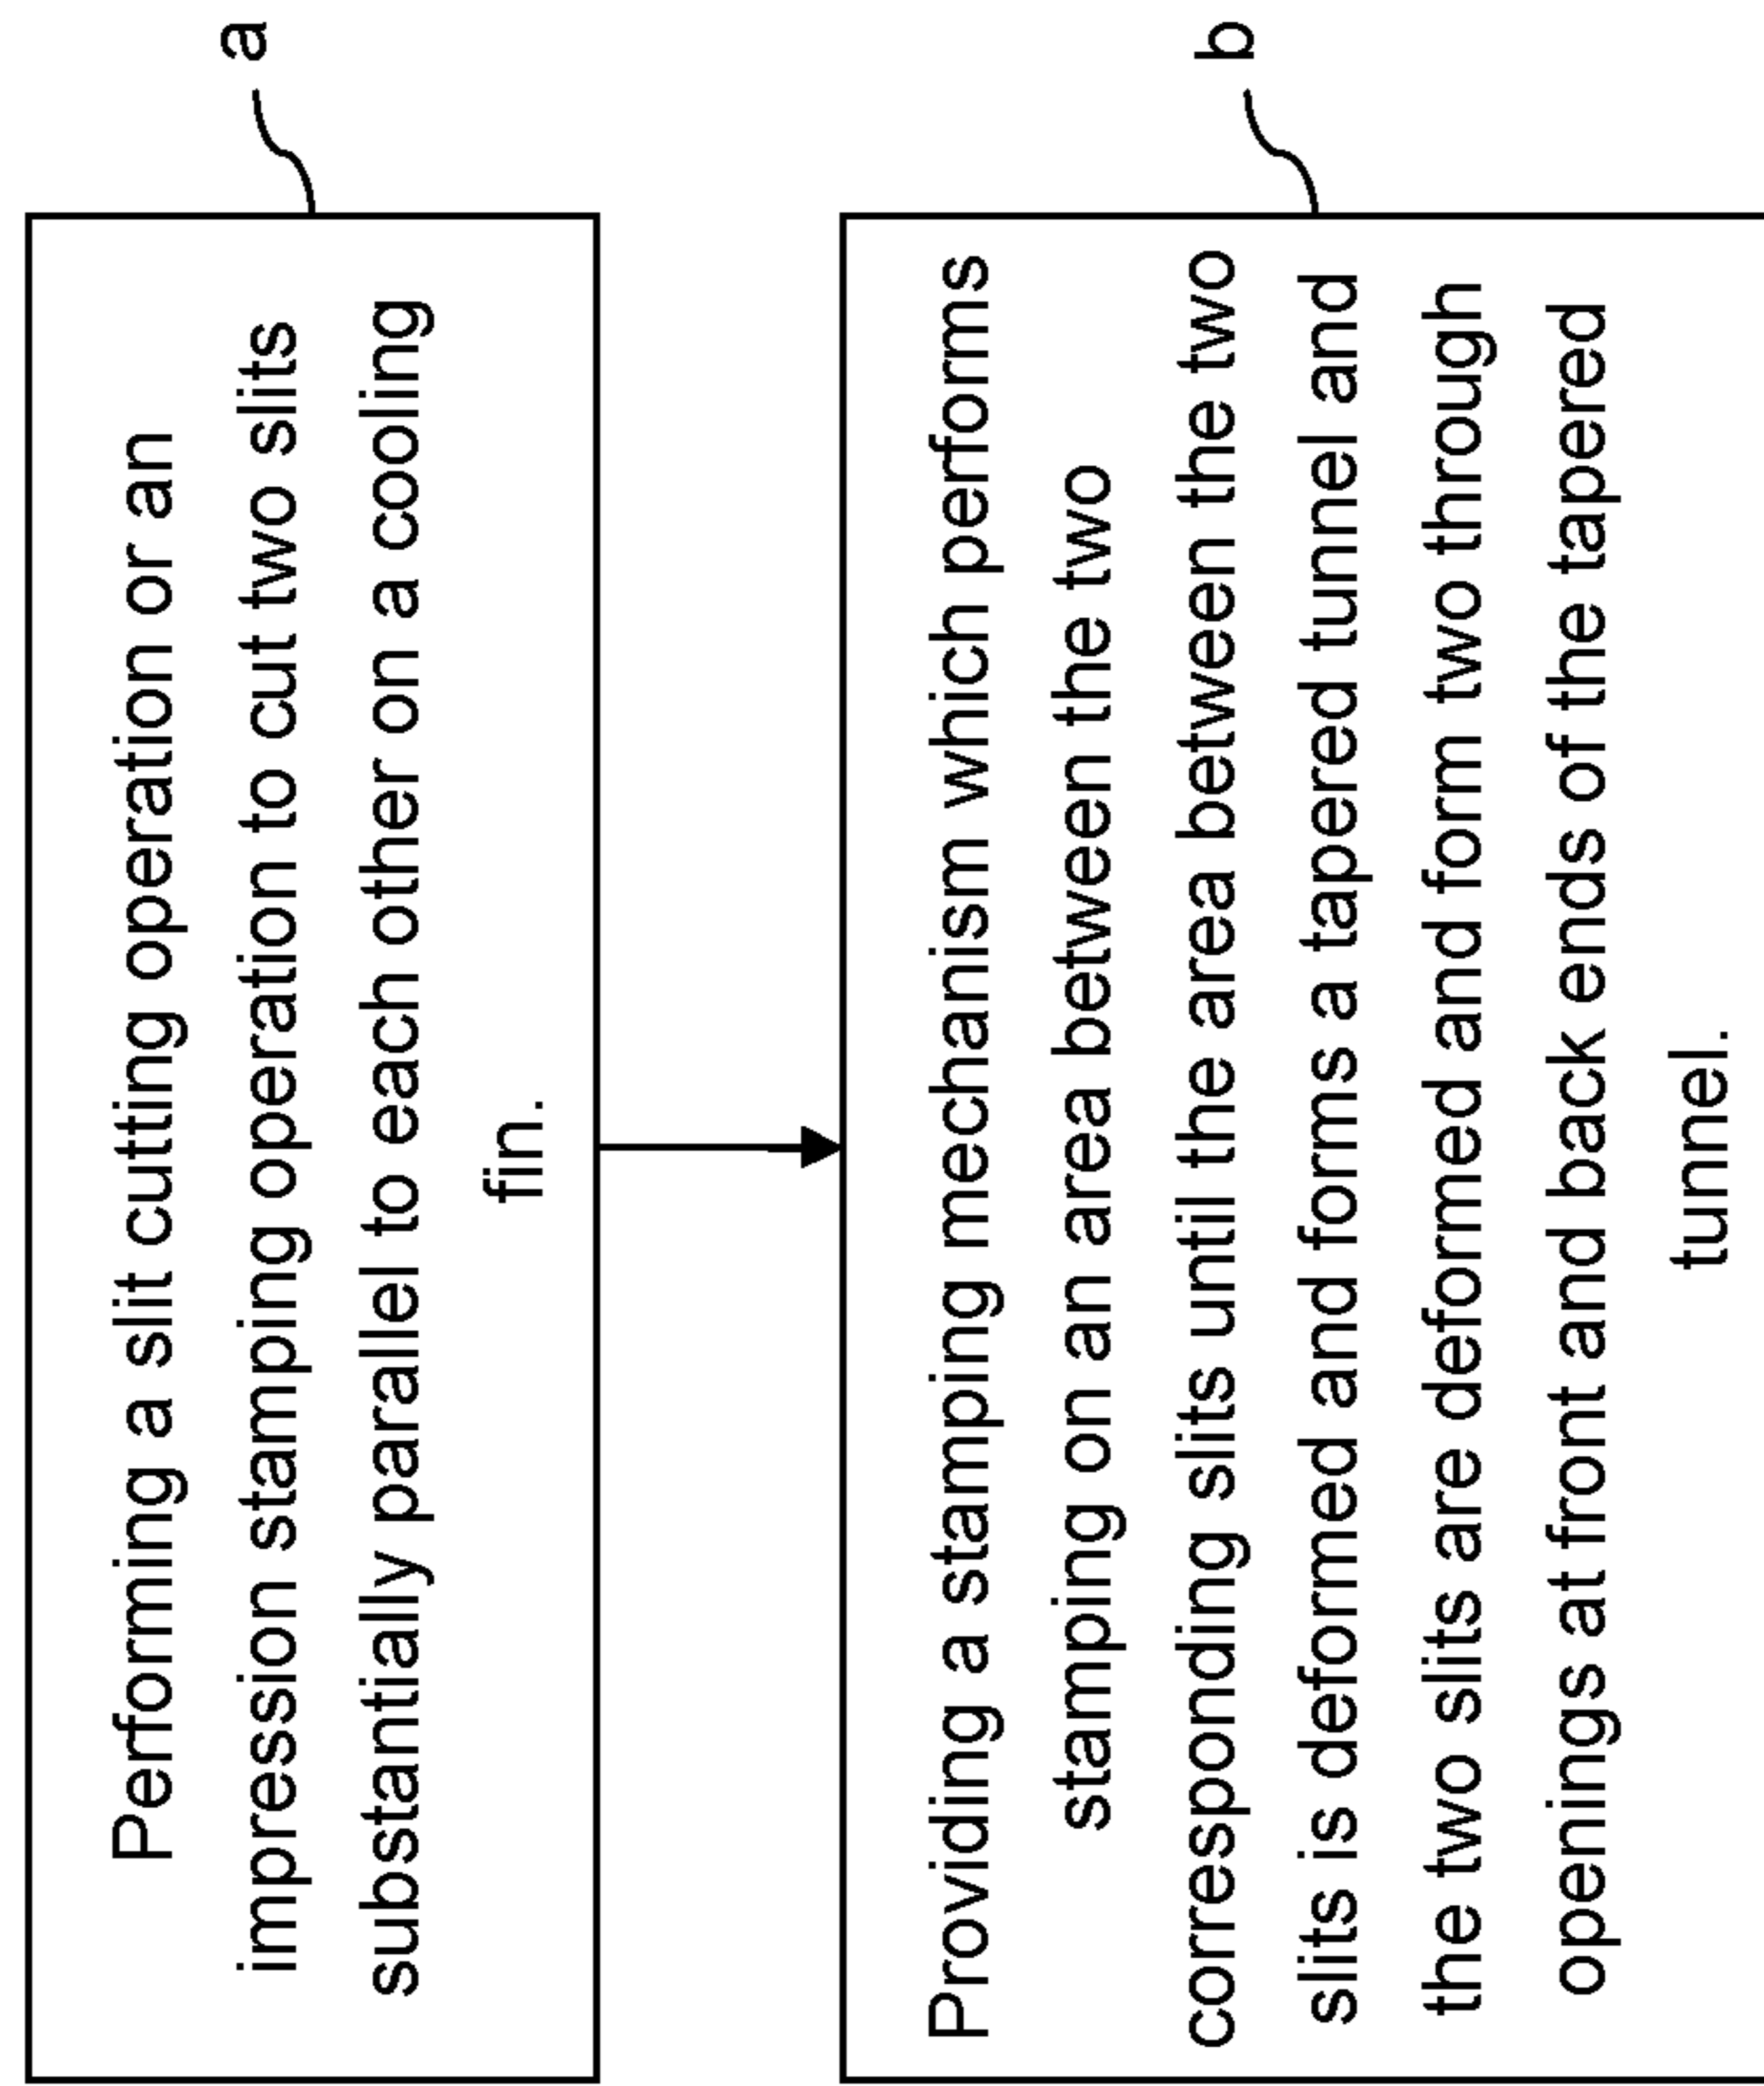 Performing a slit cutting operation or an
impression stamping operation to cut two slits
substantially parallel to each other on a cooling
fin.
a
Providing a stamping mechanism which performs
stamping on an area between the two
corresponding slits until the area between the two
slits is deformed and forms a tapered tunnel and
the two slits are deformed and form two through
openings at front and back ends of the tapered
tunnel.
b